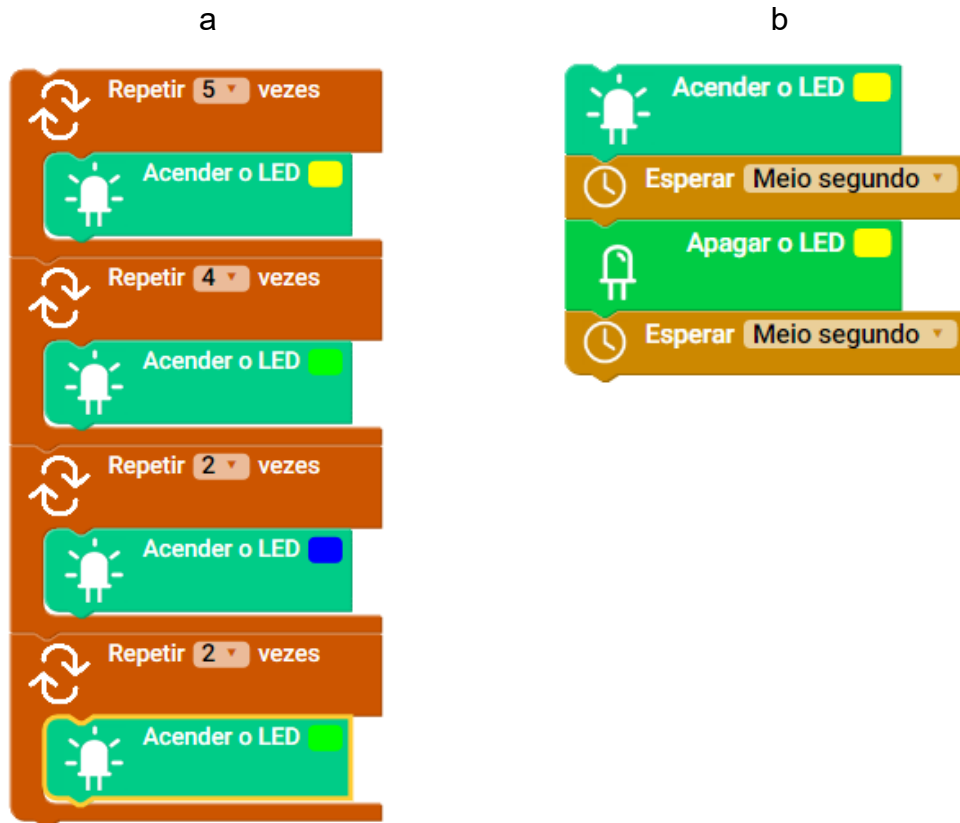 a
Repetir 5 vezes
Acender o LED
Repetir 4 vezes
Acender o LED
Repetir 2 vezes
Acender o LED
Repetir 2 vezes
Acender o LED
b
Acender o LED
Esperar Meio segundo
Apagar o LED
Esperar Meio segundo